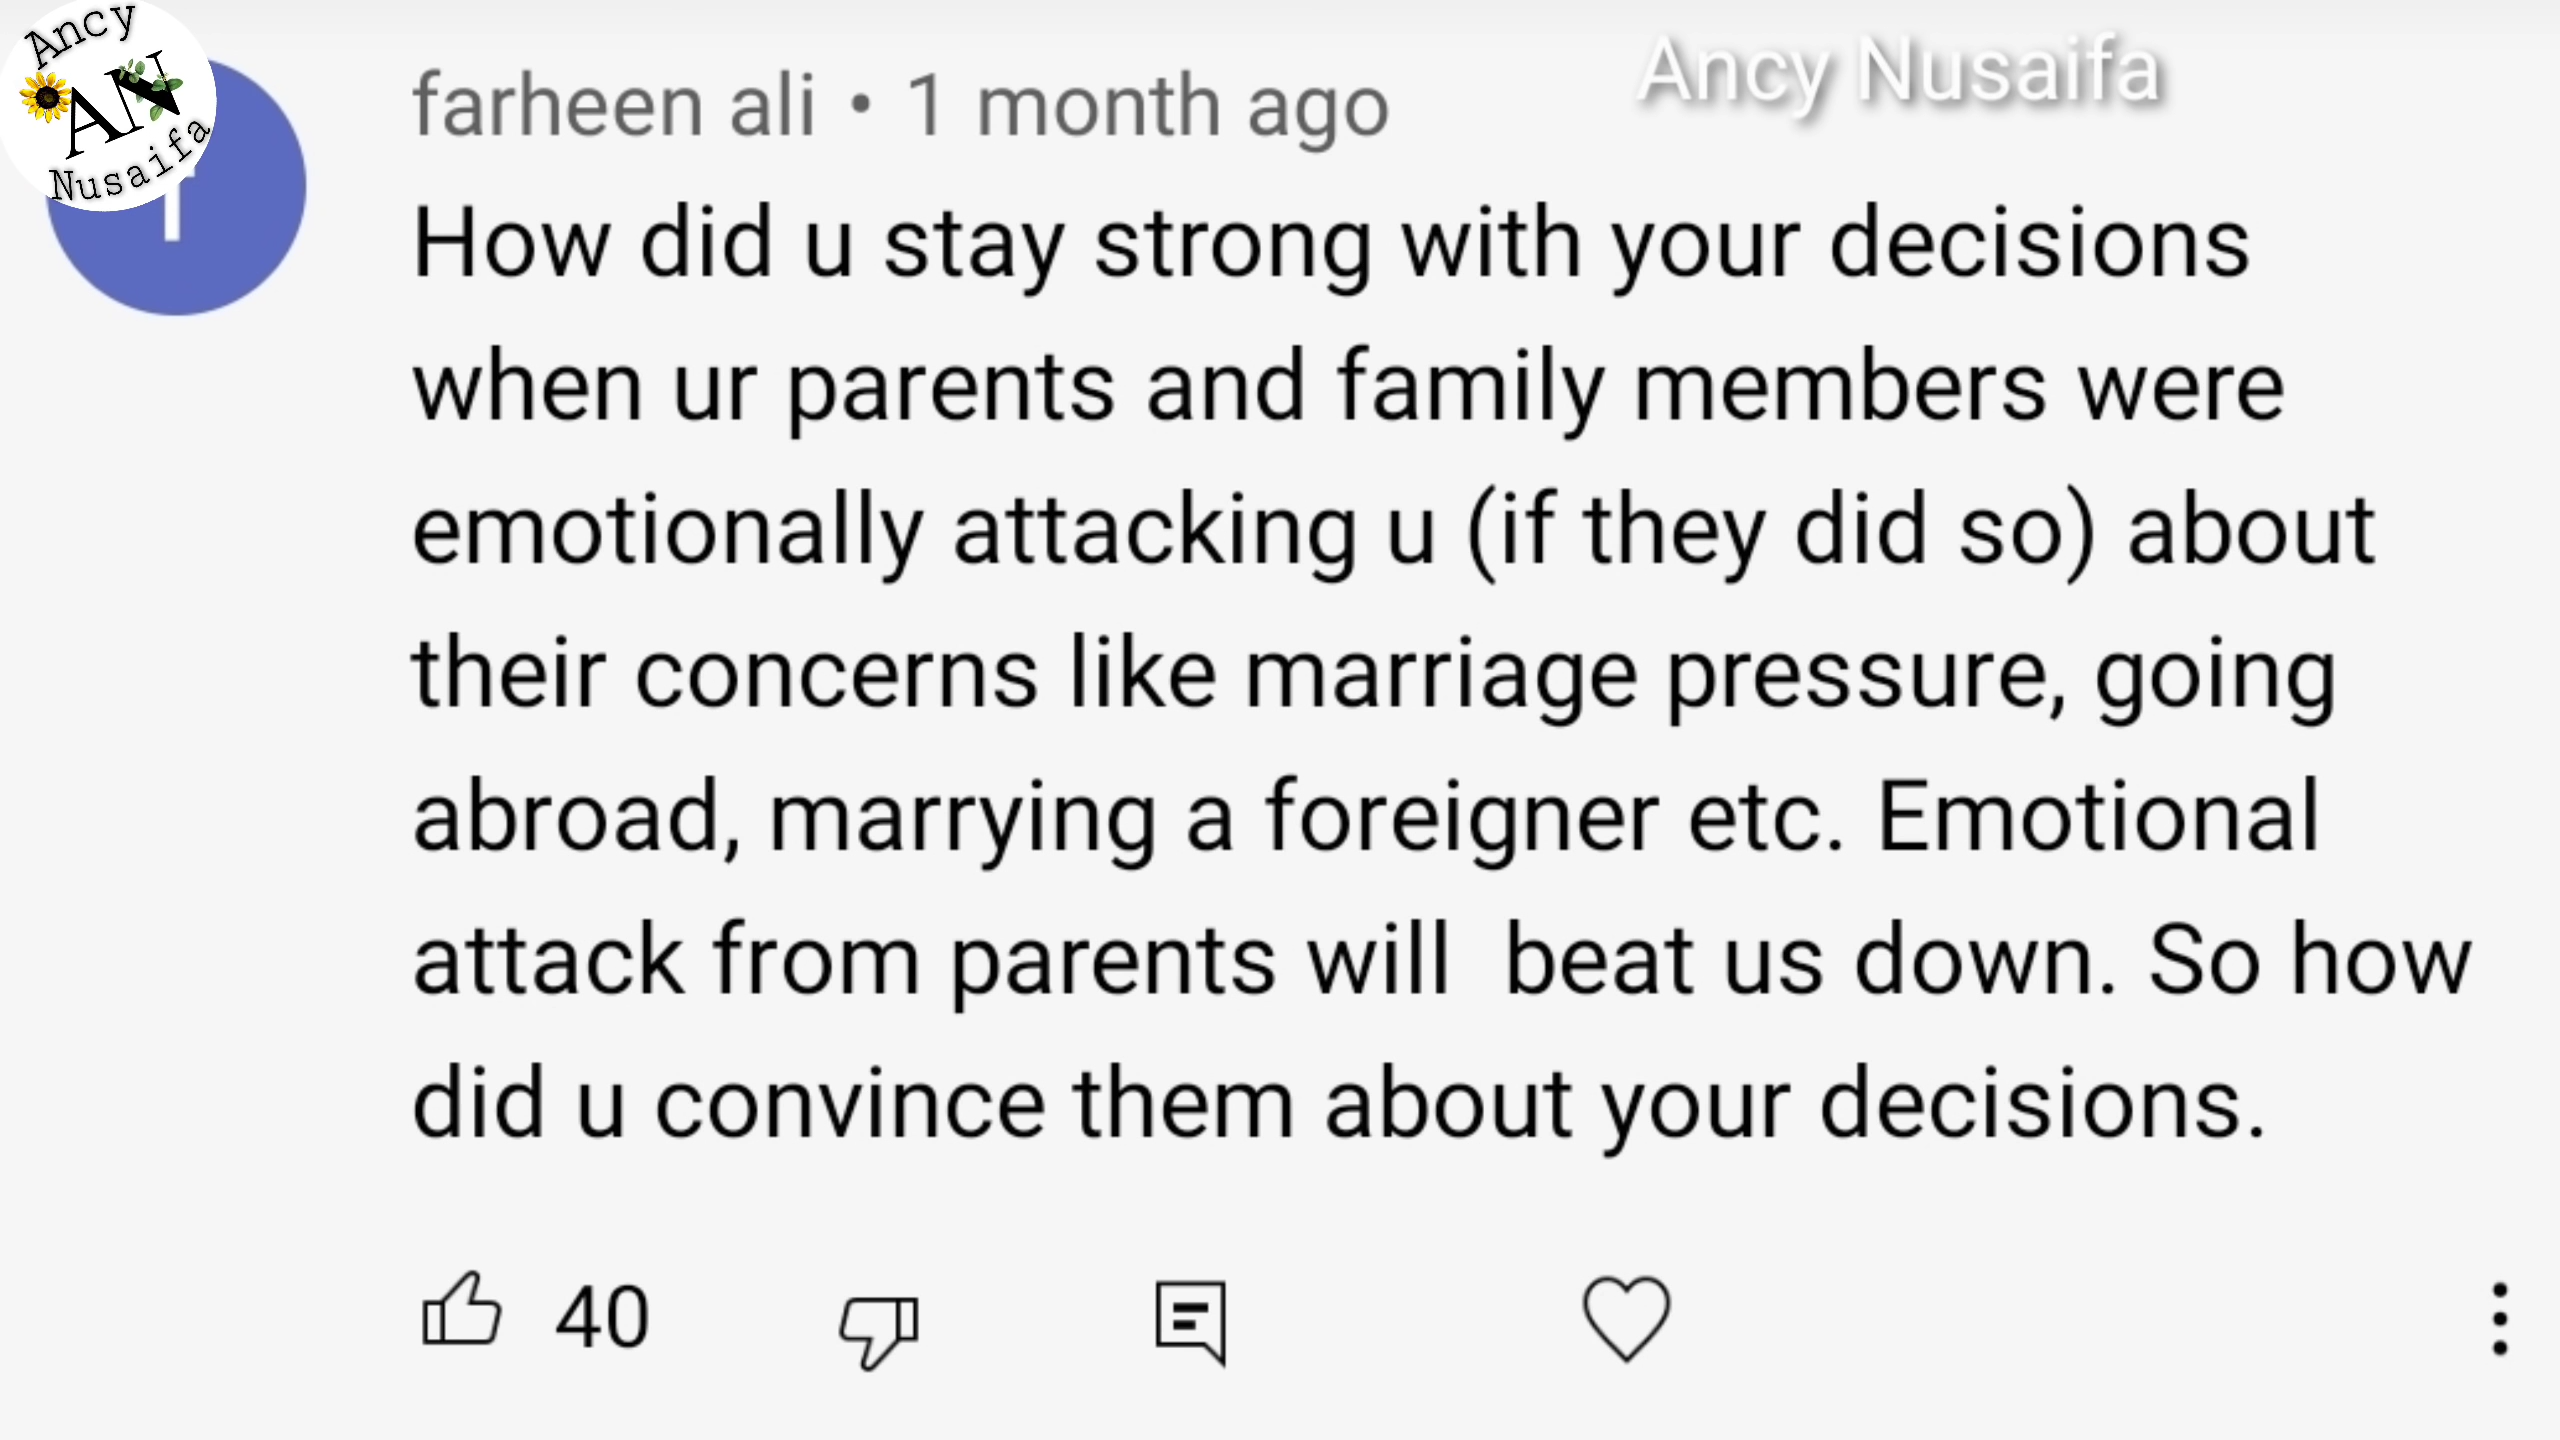 Ancy
AN
Nusaifa
Ancy Nusaifa
farheen ali • 1 month ago
How did u stay strong with your decisions
when ur parents and family members were
emotionally attacking u (if they did so) about
their concerns like marriage pressure, going
abroad, marrying a foreigner etc. Emotional
attack from parents will  beat us down. So how
did u convince them about your decisions.
40